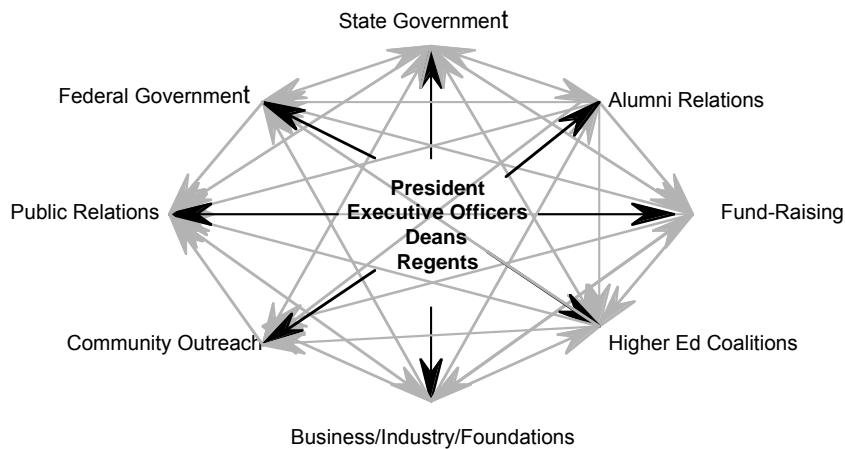 State Government
Federal Government
Alumni Relations
President
Executive Officers
Deans
Regents
Public Relations
Fund-Raising
Community Outreach
Higher Ed Coalitions
Business/Industry/Foundations